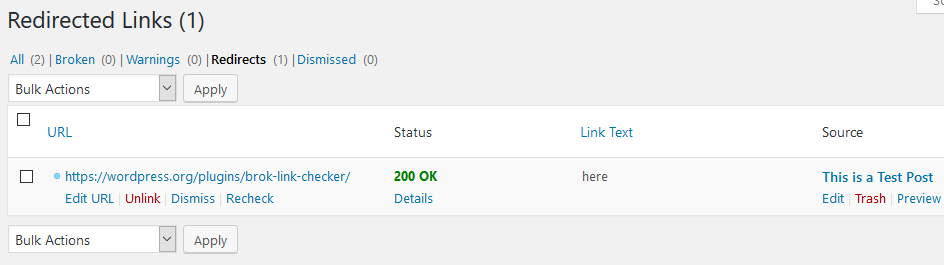 Redirected Links (1)
All (2) | Broken (0) | Warnings (0) | Redirects (1) | Dismissed (0)
Bulk Actions Apply
URL Status Link Text Source
https://wordpress.org/plugins/brok-link-checker/ 200 OK here This is a Test Post
Edit URL | Unlink | Dismiss | Recheck Details Edit | Trash | Preview
Bulk Actions Apply